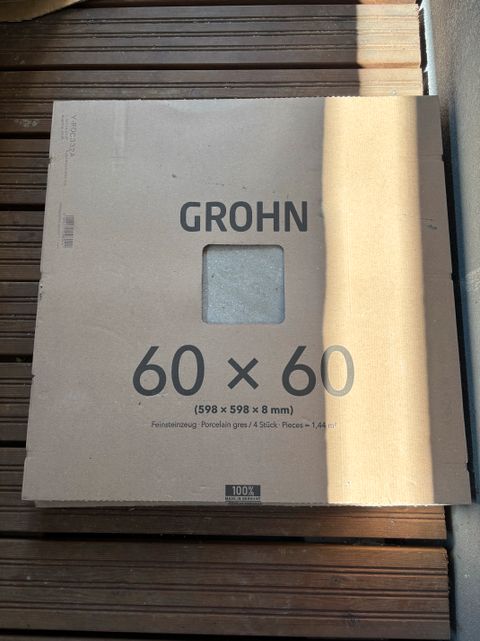 GROHN
60 × 60
(598 × 598 × 8 mm)
Feinsteinzeug · Porcelain gres / 4 Stück · Pieces = 1,44 m²
100%
MADE IN GERMANY